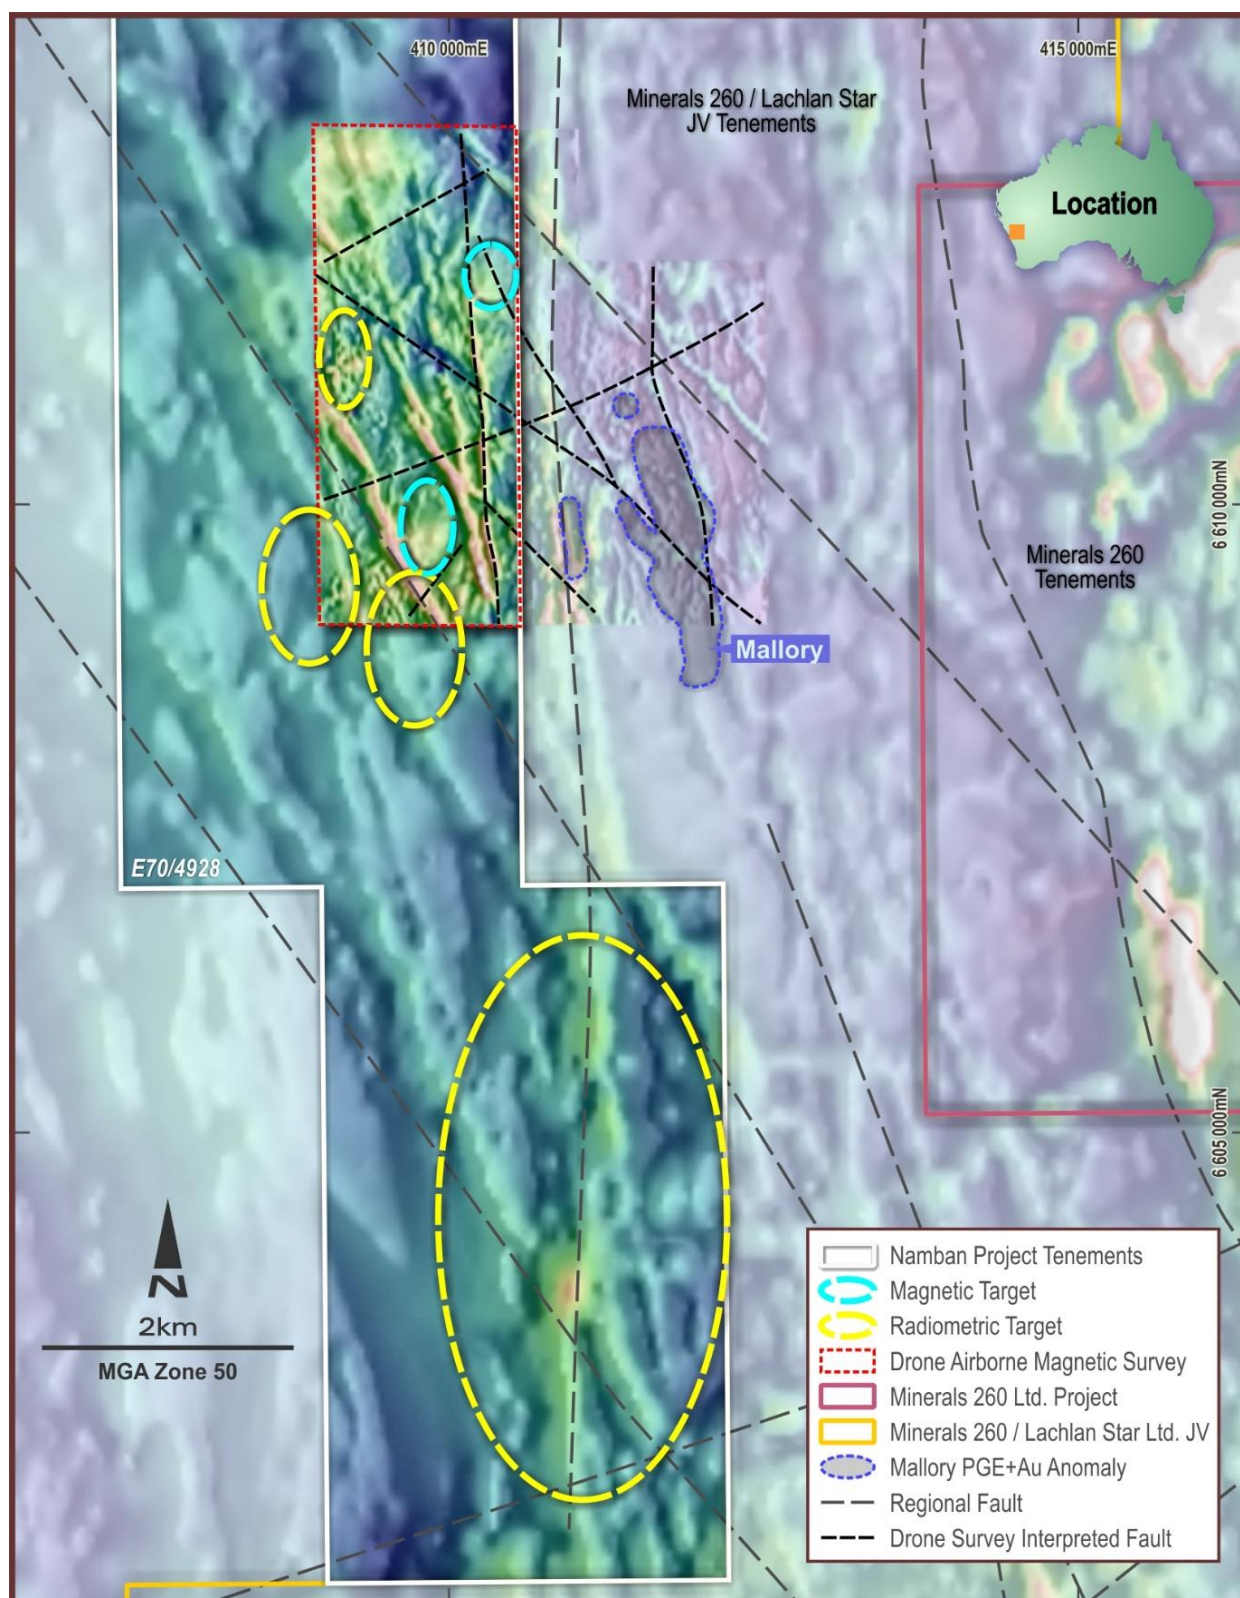 410 000mE
415 000mE
Minerals 260 / Lachlan Star
JV Tenements
Location
6 610 000mN
Minerals 260
Tenements
Mallory
E70/4928
6 605 000mN
N
2km
MGA Zone 50
Namban Project Tenements
Magnetic Target
Radiometric Target
Drone Airborne Magnetic Survey
Minerals 260 Ltd. Project
Minerals 260 / Lachlan Star Ltd. JV
Mallory PGE+Au Anomaly
Regional Fault
Drone Survey Interpreted Fault